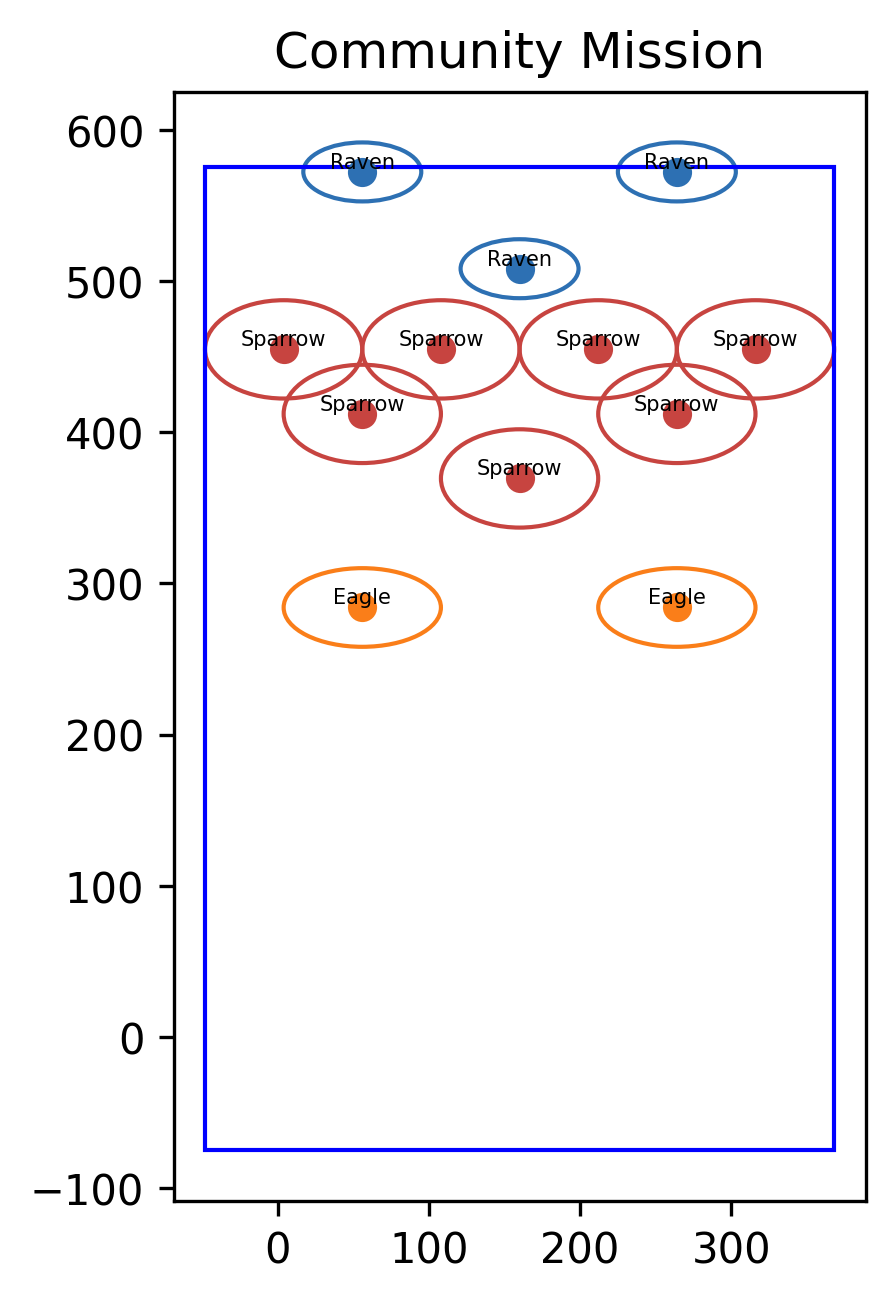 Community Mission
600
Raven Raven
500
Raven
Sparrow Sparrow Sparrow Sparrow
400
Sparrow Sparrow
Sparrow
300
Eagle Eagle
200
100
0
−100
0 100 200 300